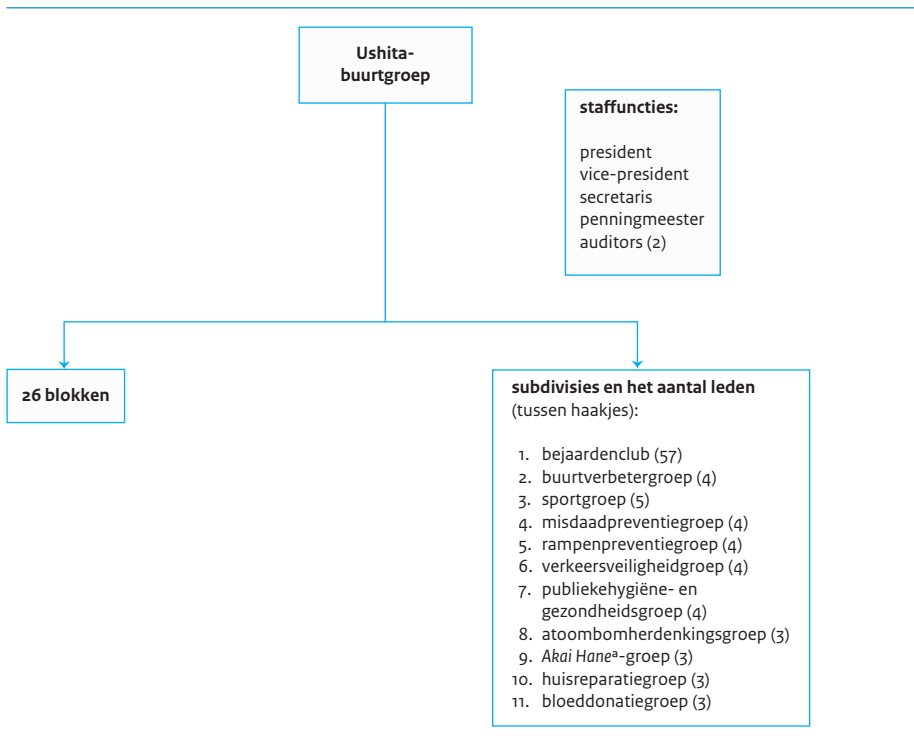 Ushita-
buurtgroep
staffuncties:
president
vice-president
secretaris
penningmeester
auditors (2)
26 blokken
subdivisies en het aantal leden
(tussen haakjes):
1. bejaardenclub (57)
2. buurtverbetergroep (4)
3. sportgroep (5)
4. misdaadpreventiegroep (4)
5. rampenpreventiegroep (4)
6. verkeersveiligheidgroep (4)
7. publiekehygiëne- en
gezondheidsgroep (4)
8. atoombomherdenkingsgroep (3)
9. Akai Haneª-groep (3)
10. huisreparatiegroep (3)
11. bloeddonatiegroep (3)